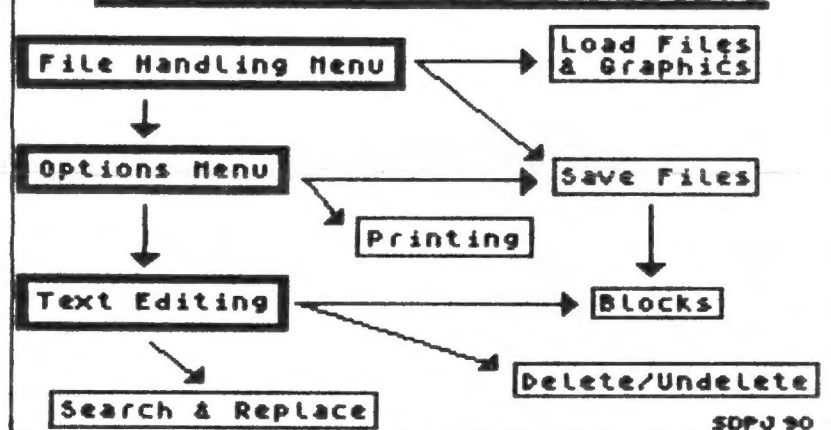 File Handling Menu
Load Files
& Graphics
Options Menu
Save Files
Printing
Text Editing
Blocks
Delete/Undelete
Search & Replace
SDPJ 90